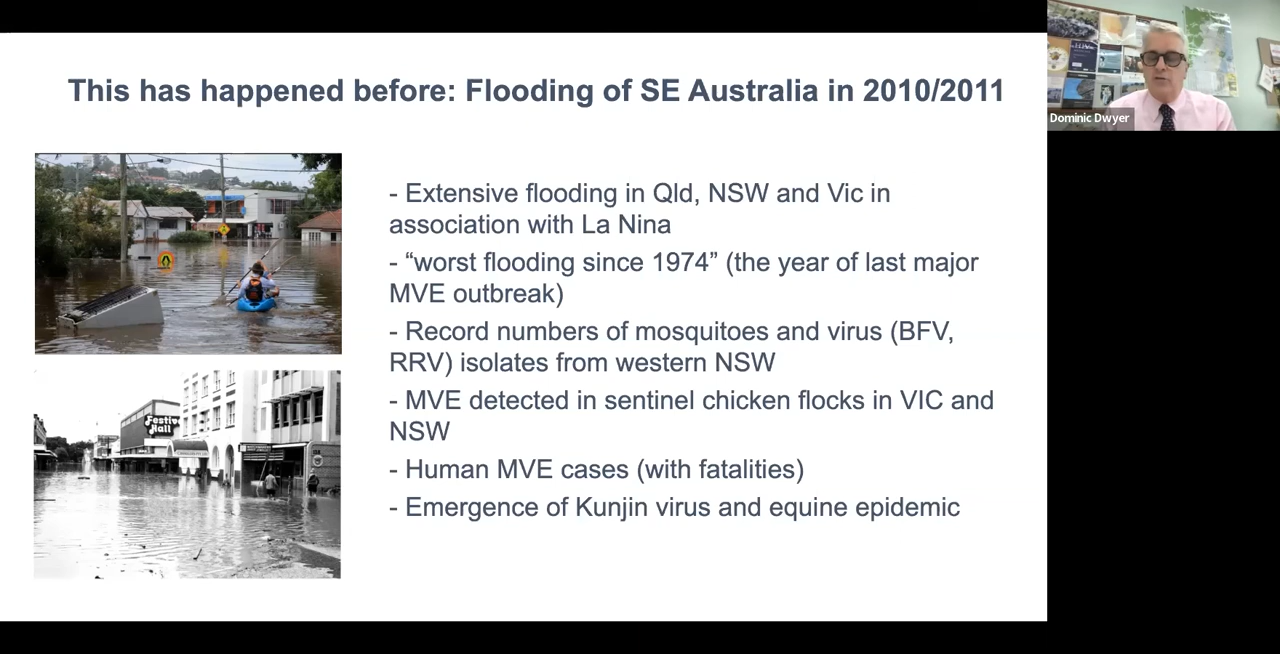 This has happened before: Flooding of SE Australia in 2010/2011
- Extensive flooding in Qld, NSW and Vic in
association with La Nina
- “worst flooding since 1974” (the year of last major
MVE outbreak)
- Record numbers of mosquitoes and virus (BFV,
RRV) isolates from western NSW
- MVE detected in sentinel chicken flocks in VIC and
NSW
- Human MVE cases (with fatalities)
- Emergence of Kunjin virus and equine epidemic
Festiv
Hall
Dominic Dwyer